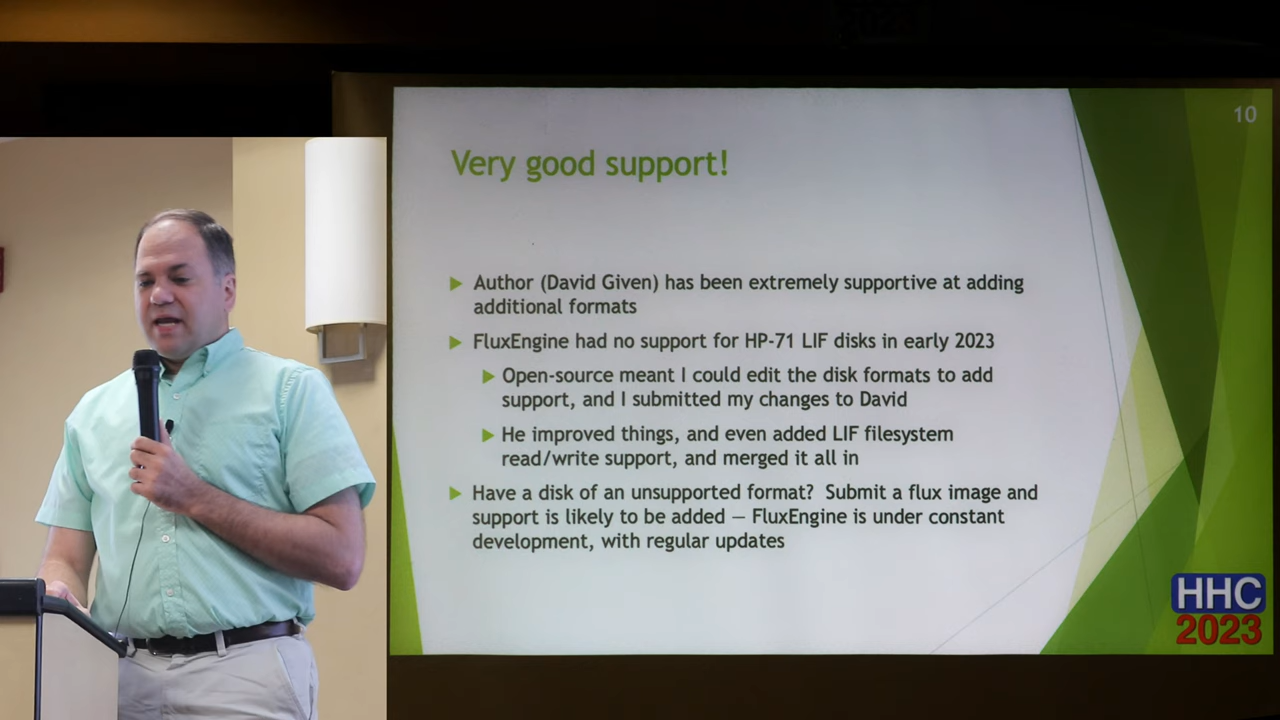 10
Very good support!
Author (David Given) has been extremely supportive at adding
additional formats
FluxEngine had no support for HP-71 LIF disks in early 2023
Open-source meant I could edit the disk formats to add
support, and I submitted my changes to David
He improved things, and even added LIF filesystem
read/write support, and merged it all in
Have a disk of an unsupported format? Submit a flux image and
support is likely to be added — FluxEngine is under constant
development, with regular updates
HHC
2023